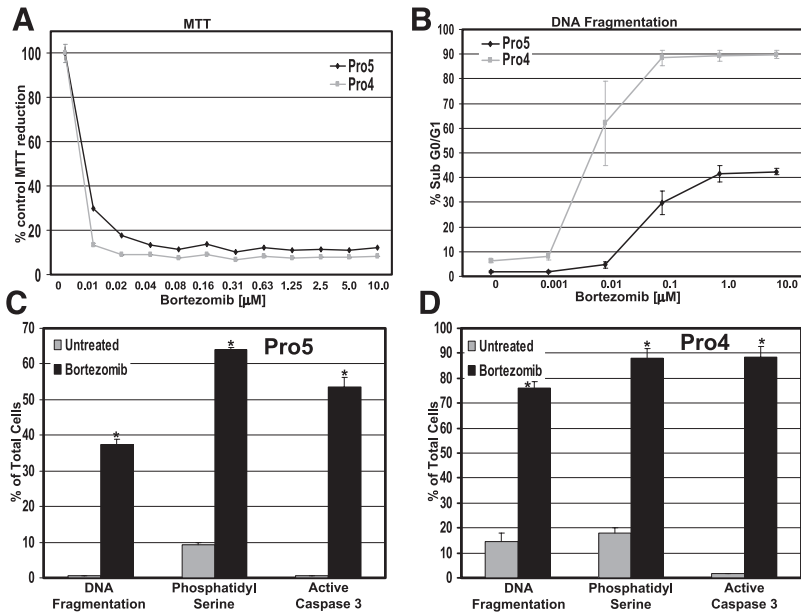 A
MTT
% control MTT reduction
100
80
60
40
20
0
Pro5
Pro4
0 0.01 0.02 0.04 0.08 0.16 0.31 0.63 1.25 2.5 5.0 10.0
Bortezomib [µM]
B
DNA Fragmentation
% Sub G0/G1
100
90
80
70
60
50
40
30
20
10
0
Pro5
Pro4
0 0.001 0.01 0.1 1.0 10.0
Bortezomib [µM]
C
Pro5
% of Total Cells
70
60
50
40
30
20
10
0
Untreated
Bortezomib
* * *
DNA Fragmentation
Phosphatidyl Serine
Active Caspase 3
D
Pro4
% of Total Cells
100
90
80
70
60
50
40
30
20
10
0
Untreated
Bortezomib
* * *
DNA Fragmentation
Phosphatidyl Serine
Active Caspase 3